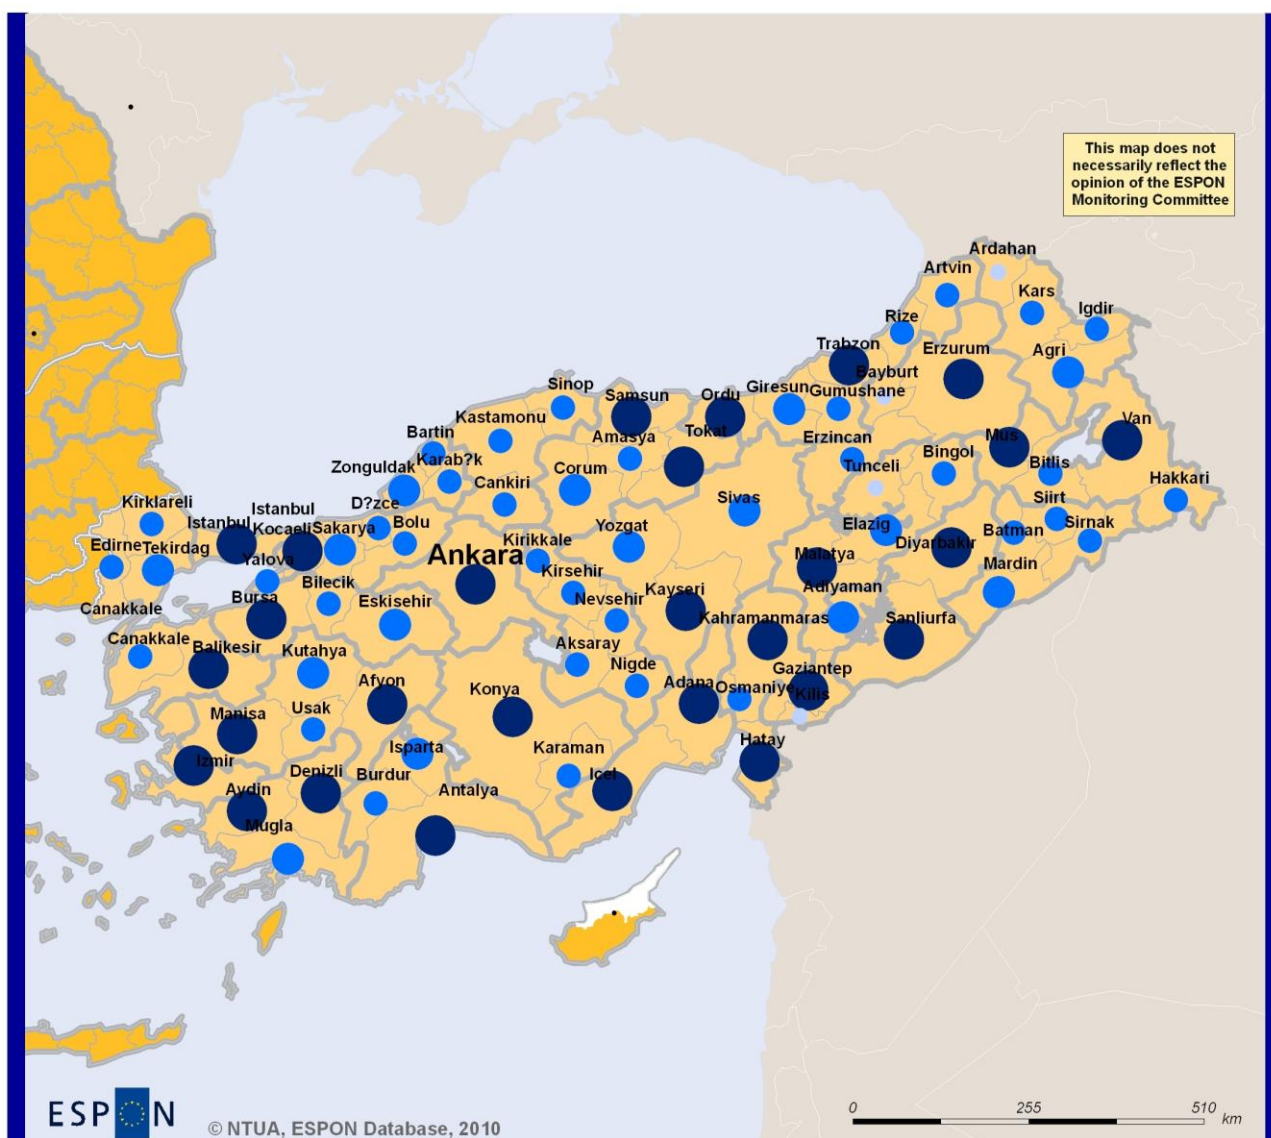 This map does not
necessarily reflect the
opinion of the ESPON
Monitoring Committee
Ardahan
Artvin
Kars
Igdir
Rize
Trabzon
Erzurum
Agri
Bayburt
Sinop
Samsun
Ordu
Giresun
Gumushane
Kastamonu
Van
Bartin
Amasya
Tokat
Erzincan
Mus
Zonguldak
Karab?k
Corum
Tunceli
Bingol
Bitlis
Cankiri
Hakkari
Kirklareli
Istanbul
D?zce
Sivas
Siirt
Istanbul
Kocaeli
Sakarya
Bolu
Yozgat
Elazig
Batman
Sirnak
Edirne
Tekirdag
Kirikkale
Diyarbakir
Yalova
Ankara
Malatya
Mardin
Kirsehir
Bursa
Bilecik
Kayseri
Adiyaman
Canakkale
Eskisehir
Nevsehir
Kahramanmaras
Sanliurfa
Canakkale
Balikesir
Kutahya
Aksaray
Nigde
Gaziantep
Afyon
Konya
Adana
Osmaniye
Kilis
Manisa
Usak
Hatay
Isparta
Karaman
Izmir
Denizli
Burdur
Icel
Aydin
Antalya
Mugla
ESPON
© NTUA, ESPON Database, 2010
0 255 510
km